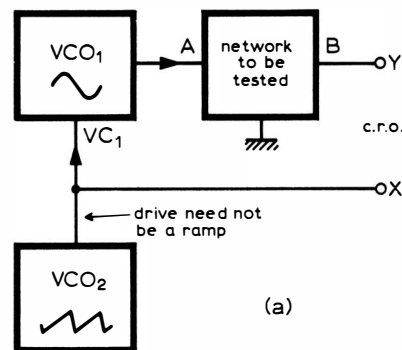 VCO1
A
network
to be
tested
B
Y
c.r.o.
VC1
X
drive need not
be a ramp
VCO2
(a)